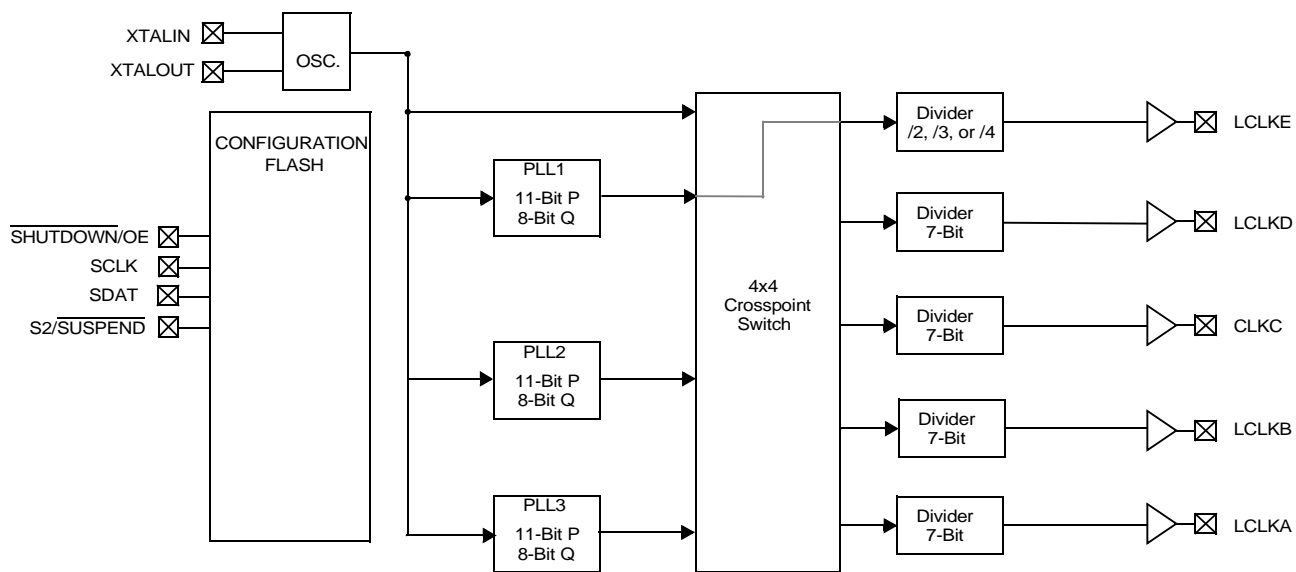 XTALIN
XTALOUT
OSC.
CONFIGURATION
FLASH
SHUTDOWN/OE
SCLK
SDAT
S2/SUSPEND
PLL1
11-Bit P
8-Bit Q
PLL2
11-Bit P
8-Bit Q
PLL3
11-Bit P
8-Bit Q
4x4
Crosspoint
Switch
Divider
/2, /3, or /4
Divider
7-Bit
Divider
7-Bit
Divider
7-Bit
Divider
7-Bit
LCLKE
LCLKD
CLKC
LCLKB
LCLKA